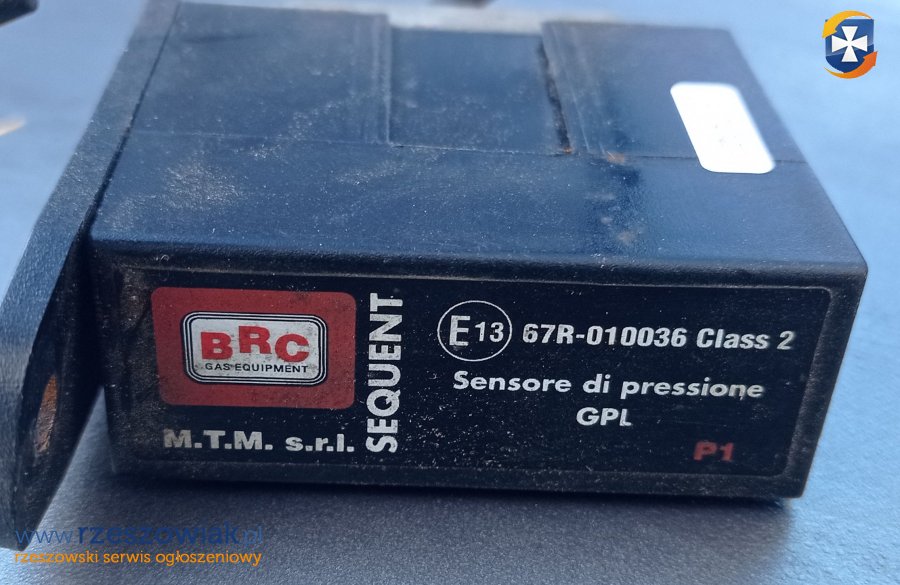 BRC
GAS EQUIPMENT
M.T.M. s.r.l.
SEQUENT
E13 67R-010036 Class 2
Sensore di pressione
GPL
P1
www.rzeszowiak.pl
rzeszowski serwis ogłoszeniowy